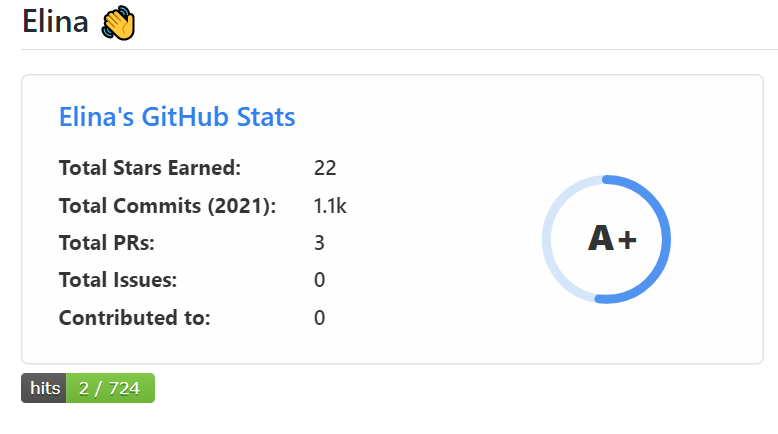 Elina 👋
Elina's GitHub Stats
Total Stars Earned: 22
Total Commits (2021): 1.1k
Total PRs: 3
Total Issues: 0
Contributed to: 0
A+
hits 2 / 724